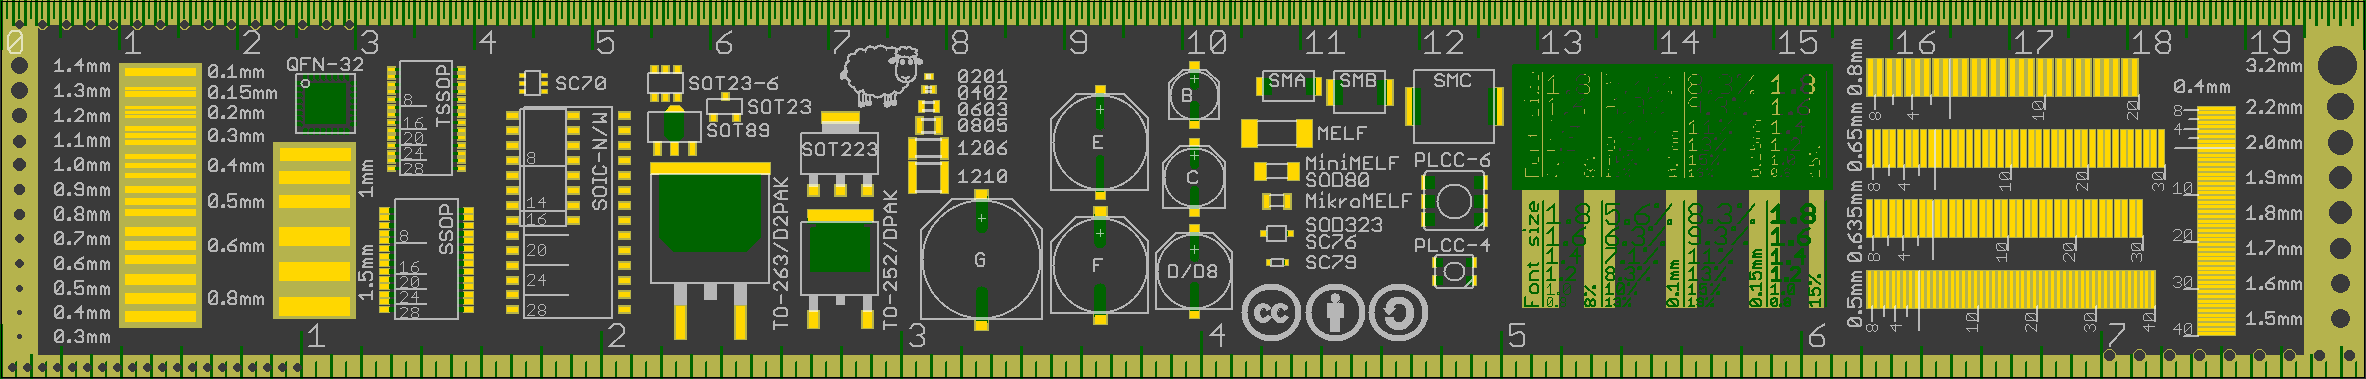 0 1 2 3 4 5 6 7 8 9 10 11 12 13 14 15 16 17 18 19
1.4mm
1.3mm
1.2mm
1.1mm
1.0mm
0.9mm
0.8mm
0.7mm
0.6mm
0.5mm
0.4mm
0.3mm
0.1mm
0.15mm
0.2mm
0.3mm
0.4mm
0.5mm
0.6mm
0.8mm
QFN-32
1mm
1.5mm
TSSOP
8
16
20
24
28
SSOP
8
16
20
24
28
SC70
SOIC-N/W
8
14
16
20
24
28
SOT23-6
SOT23
SOT89
TO-263/D2PAK
SOT223
TO-252/DPAK
0201
0402
0603
0805
1206
1210
G
E
F
B
C
D/D8
SMA
SMB
SMC
MELF
MiniMELF
SOD80
MikroMELF
SOD323
SC76
SC79
PLCC-6
PLCC-4
cc
Font size
8%
0.1mm
0.15mm
15%
0.8mm
8 4 10 20
0.65mm
8 4 10 20 30
0.635mm
8 4 10 20 30
0.5mm
8 4 10 20 30 40
0.4mm
8
4
10
20
30
40
3.2mm
2.2mm
2.0mm
1.9mm
1.8mm
1.7mm
1.6mm
1.5mm
1 2 3 4 5 6 7